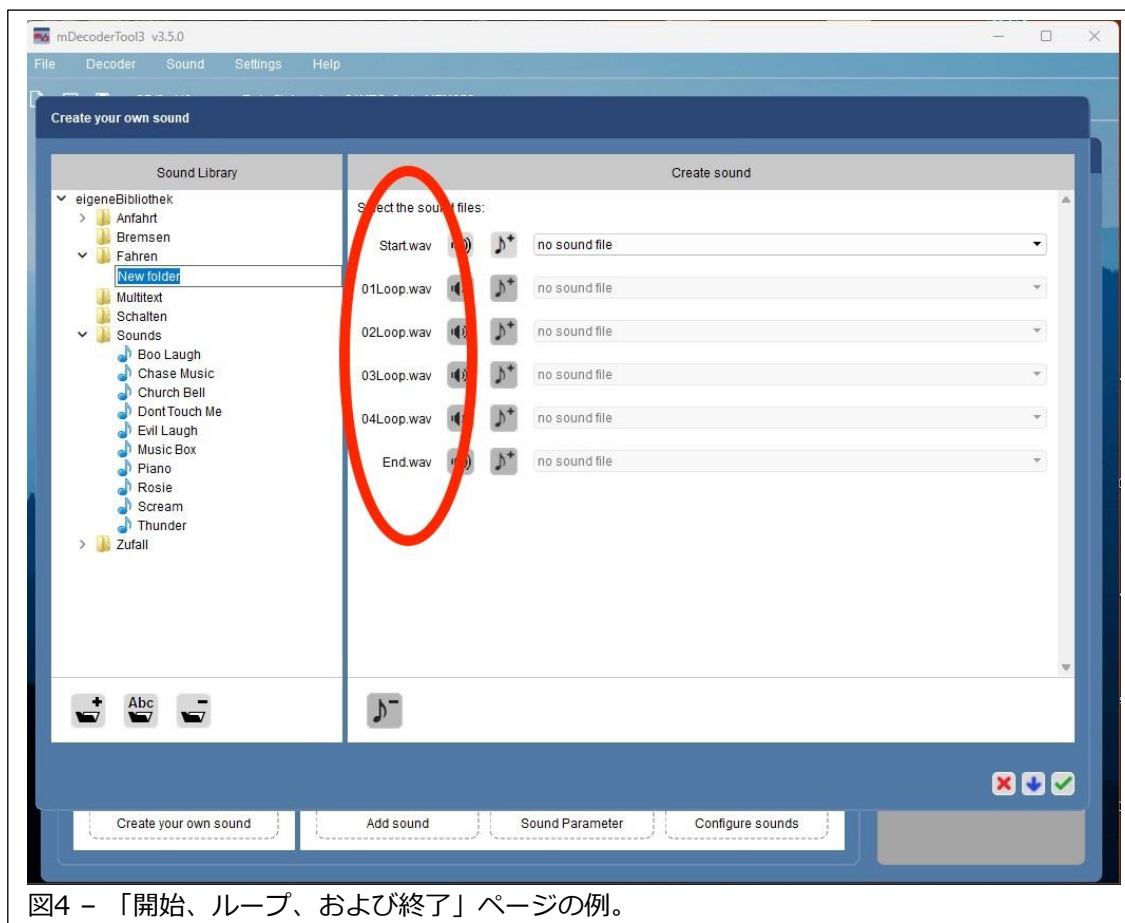 mDecoderTool3 v3.5.0
File Decoder Sound Settings Help
Create your own sound
Sound Library
eigeneBibliothek
Anfahrt
Bremsen
Fahren
New folder
Multitext
Schalten
Sounds
Boo Laugh
Chase Music
Church Bell
Dont Touch Me
Evil Laugh
Music Box
Piano
Rosie
Scream
Thunder
Zufall
Abc
Create sound
Select the sound files:
Start.wav no sound file
01Loop.wav no sound file
02Loop.wav no sound file
03Loop.wav no sound file
04Loop.wav no sound file
End.wav no sound file
Create your own sound Add sound Sound Parameter Configure sounds
図4 – 「開始、ループ、および終了」ページの例。